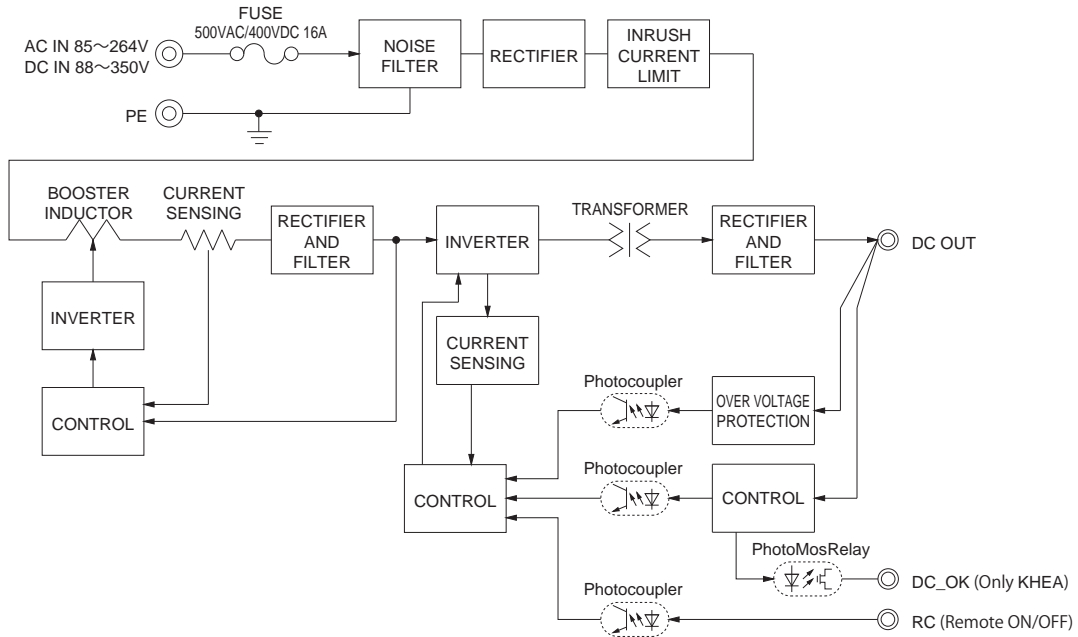 FUSE
500VAC/400VDC 16A
AC IN 85～264V
DC IN 88～350V
NOISE
FILTER
RECTIFIER
INRUSH
CURRENT
LIMIT
PE
BOOSTER
INDUCTOR
CURRENT
SENSING
RECTIFIER
AND
FILTER
INVERTER
TRANSFORMER
RECTIFIER
AND
FILTER
DC OUT
INVERTER
CURRENT
SENSING
CONTROL
Photocoupler
OVER VOLTAGE
PROTECTION
CONTROL
Photocoupler
CONTROL
PhotoMosRelay
DC_OK (Only KHEA)
Photocoupler
RC (Remote ON/OFF)